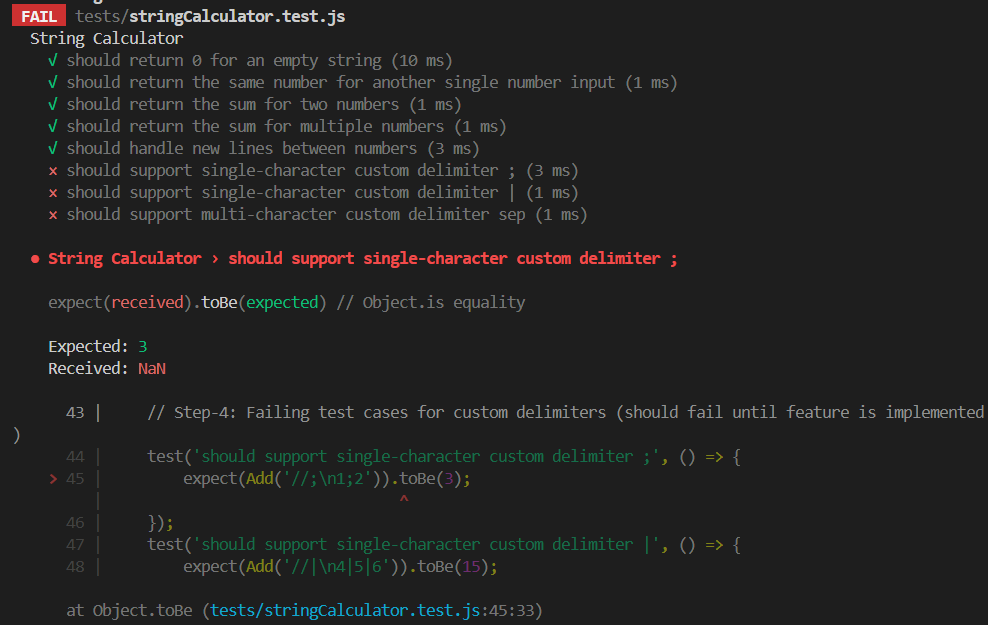 FAIL tests/stringCalculator.test.js
String Calculator
√ should return 0 for an empty string (10 ms)
√ should return the same number for another single number input (1 ms)
√ should return the sum for two numbers (1 ms)
√ should return the sum for multiple numbers (1 ms)
√ should handle new lines between numbers (3 ms)
× should support single-character custom delimiter ; (3 ms)
× should support single-character custom delimiter | (1 ms)
× should support multi-character custom delimiter sep (1 ms)
● String Calculator › should support single-character custom delimiter ;
expect(received).toBe(expected) // Object.is equality
Expected: 3
Received: NaN
43 | // Step-4: Failing test cases for custom delimiters (should fail until feature is implemented
)
44 | test('should support single-character custom delimiter ;', () => {
> 45 | expect(Add('//;\n1;2')).toBe(3);
| ^
46 | });
47 | test('should support single-character custom delimiter |', () => {
48 | expect(Add('//|\n4|5|6')).toBe(15);
at Object.toBe (tests/stringCalculator.test.js:45:33)